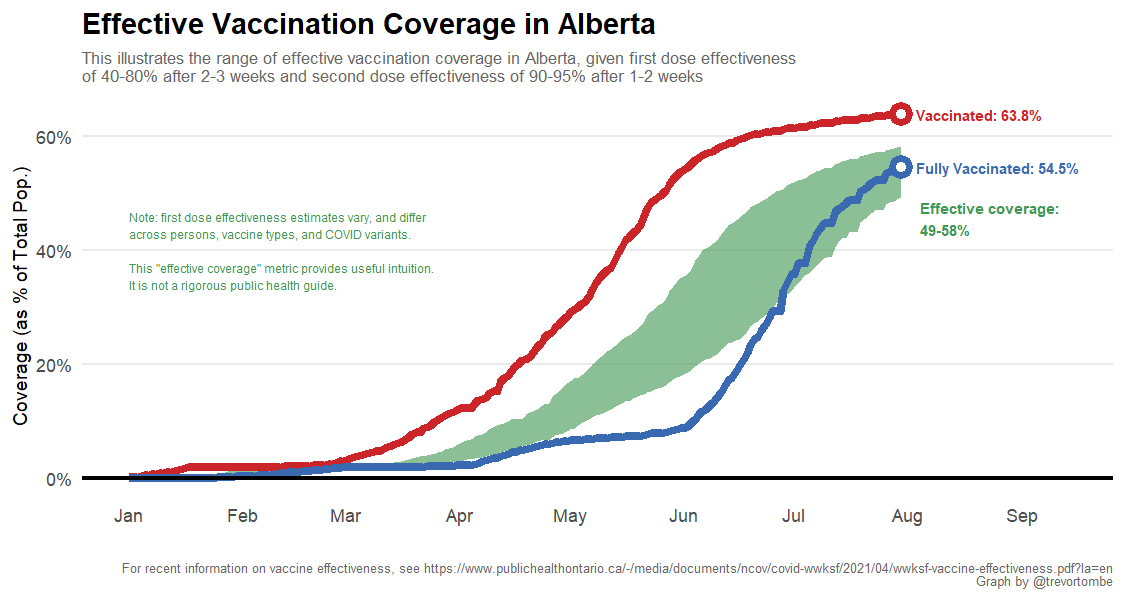 Effective Vaccination Coverage in Alberta
This illustrates the range of effective vaccination coverage in Alberta, given first dose effectiveness
of 40-80% after 2-3 weeks and second dose effectiveness of 90-95% after 1-2 weeks
Coverage (as % of Total Pop.)
60%
40%
20%
0%
Vaccinated: 63.8%
Fully Vaccinated: 54.5%
Effective coverage:
49-58%
Note: first dose effectiveness estimates vary, and differ
across persons, vaccine types, and COVID variants.
This "effective coverage" metric provides useful intuition.
It is not a rigorous public health guide.
Jan Feb Mar Apr May Jun Jul Aug Sep
For recent information on vaccine effectiveness, see https://www.publichealthontario.ca/-/media/documents/ncov/covid-wwksf/2021/04/wwksf-vaccine-effectiveness.pdf?la=en
Graph by @trevortombe